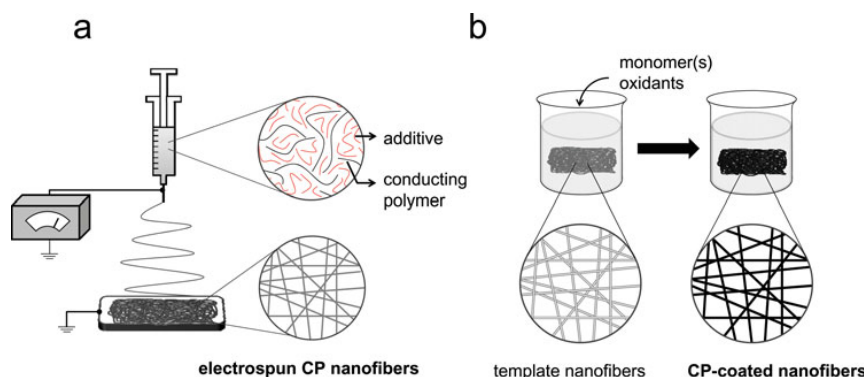 a
additive
conducting
polymer
electrospun CP nanofibers
b
monomer(s)
oxidants
template nanofibers
CP-coated nanofibers